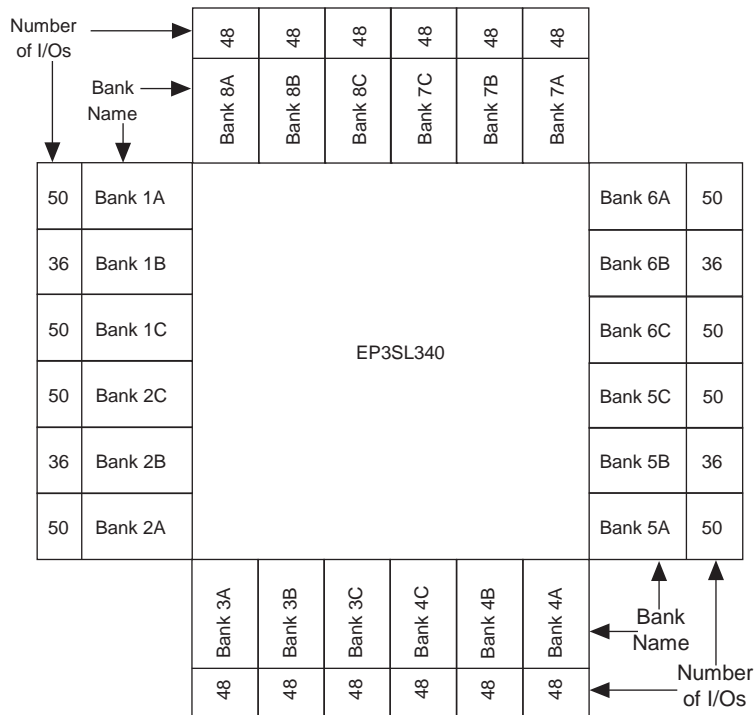 Number
of I/Os
48 48 48 48 48 48
Bank
Name
Bank 8A Bank 8B Bank 8C Bank 7C Bank 7B Bank 7A
50 Bank 1A Bank 6A 50
36 Bank 1B Bank 6B 36
50 Bank 1C Bank 6C 50
EP3SL340
50 Bank 2C Bank 5C 50
36 Bank 2B Bank 5B 36
50 Bank 2A Bank 5A 50
Bank 3A Bank 3B Bank 3C Bank 4C Bank 4B Bank 4A
Bank
Name
48 48 48 48 48 48
Number
of I/Os